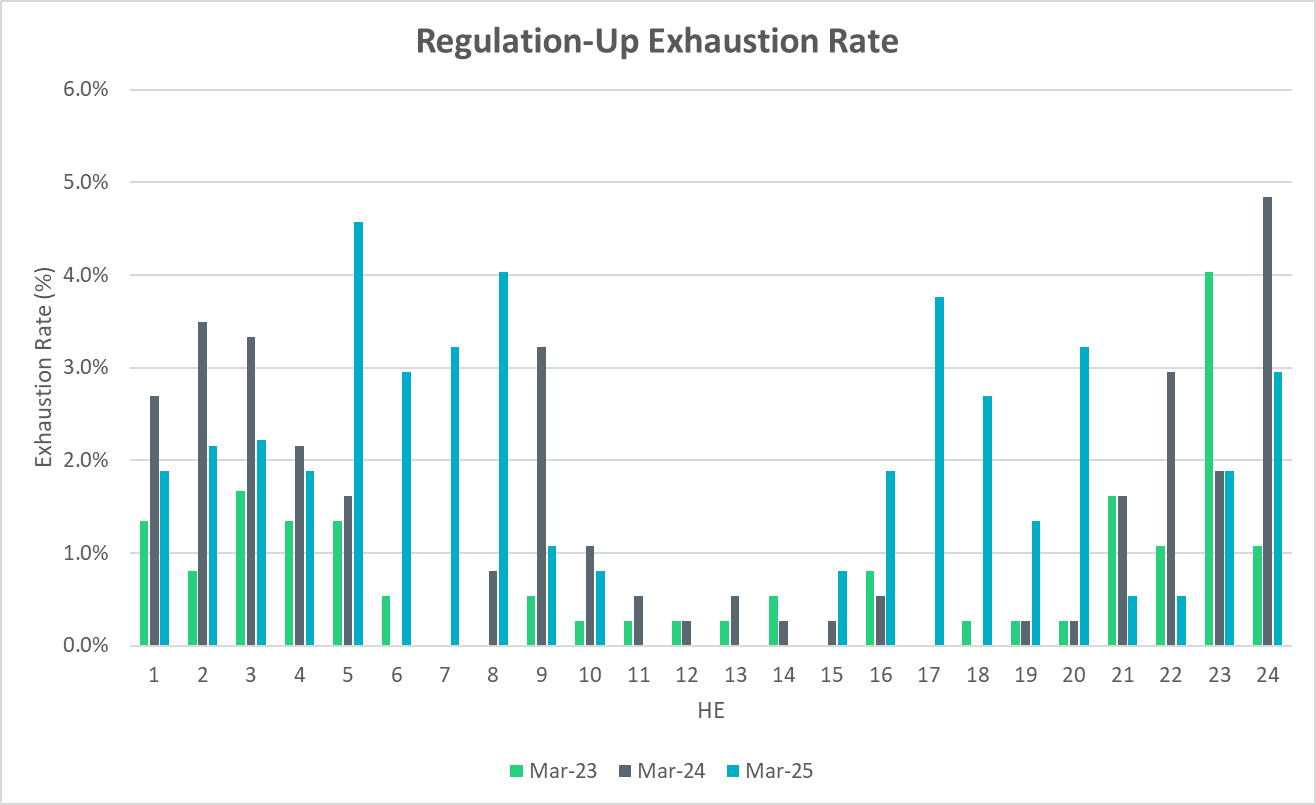 Regulation-Up Exhaustion Rate
6.0%
5.0%
4.0%
3.0%
2.0%
1.0%
0.0%
Exhaustion Rate (%)
1 2 3 4 5 6 7 8 9 10 11 12 13 14 15 16 17 18 19 20 21 22 23 24
HE
Mar-23 Mar-24 Mar-25